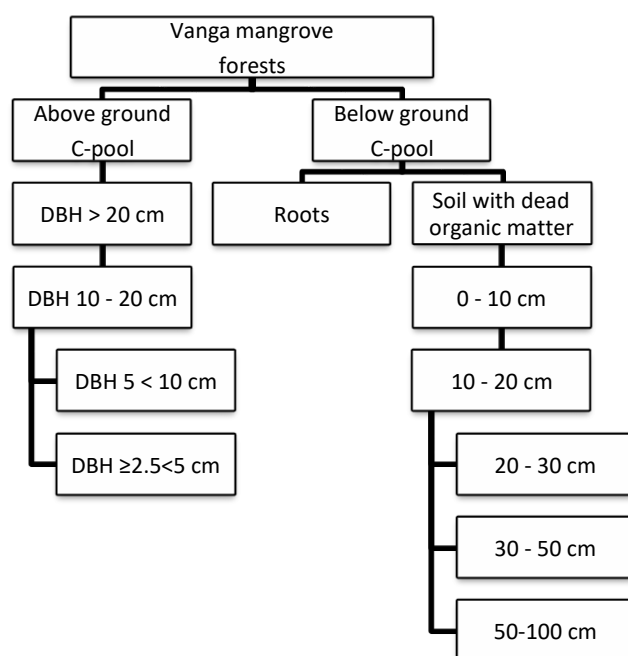 Vanga mangrove
forests
Above ground
C-pool
Below ground
C-pool
DBH > 20 cm
Roots
Soil with dead
organic matter
DBH 10 - 20 cm
0 - 10 cm
DBH 5 < 10 cm
10 - 20 cm
DBH ≥2.5<5 cm
20 - 30 cm
30 - 50 cm
50-100 cm